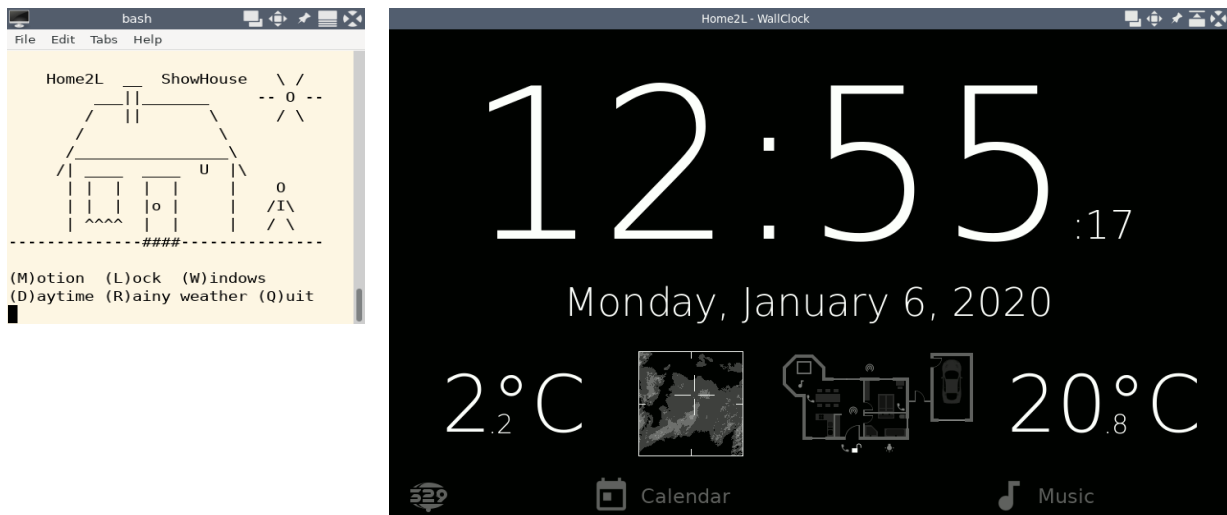 bash
File Edit Tabs Help
Home2L ShowHouse
(M)otion (L)ock (W)indows
(D)aytime (R)ainy weather (Q)uit
Home2L - WallClock
12:55:17
Monday, January 6, 2020
2.2°C
20.8°C
329
Calendar
Music